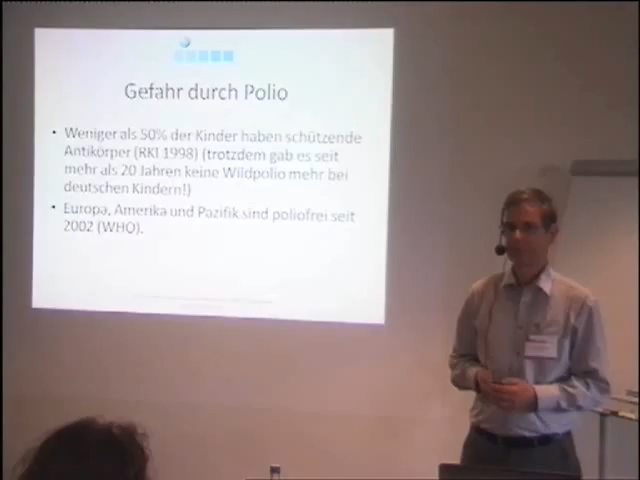 Gefahr durch Polio
• Weniger als 50% der Kinder haben schützende
Antikörper (RKI 1998) (trotzdem gab es seit
mehr als 20 Jahren keine Wildpolio mehr bei
deutschen Kindern!)
• Europa, Amerika und Pazifik sind poliofrei seit
2002 (WHO).